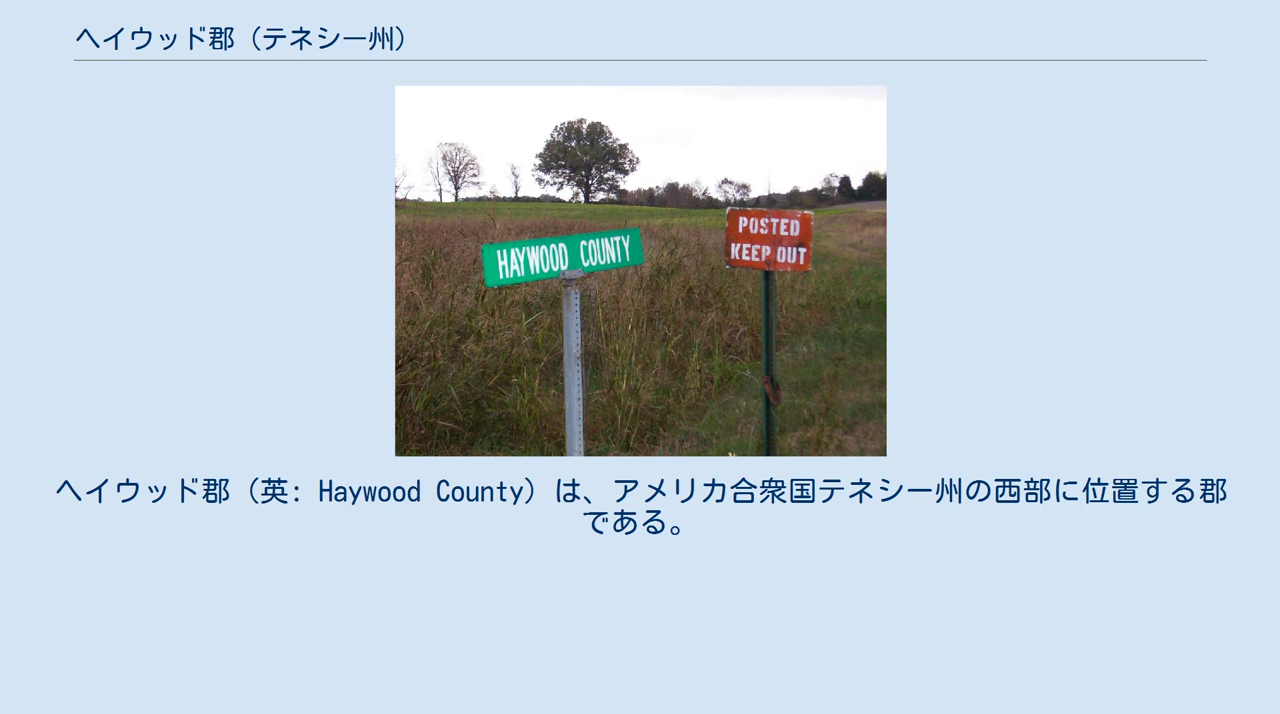 ヘイウッド郡（テネシー州）
HAYWOOD COUNTY
POSTED
KEEP OUT
ヘイウッド郡（英: Haywood County）は、アメリカ合衆国テネシー州の西部に位置する郡
である。